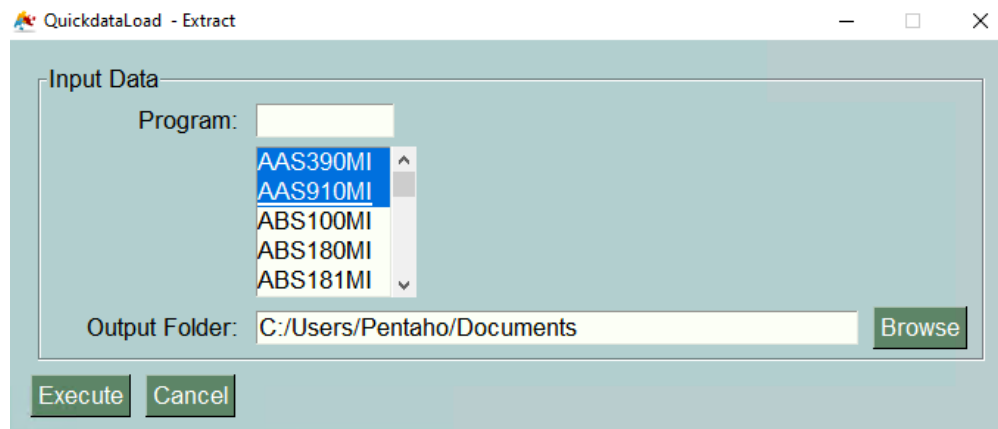 QuickdataLoad - Extract
Input Data
Program:
AAS390MI
AAS910MI
ABS100MI
ABS180MI
ABS181MI
Output Folder: C:/Users/Pentaho/Documents Browse
Execute Cancel